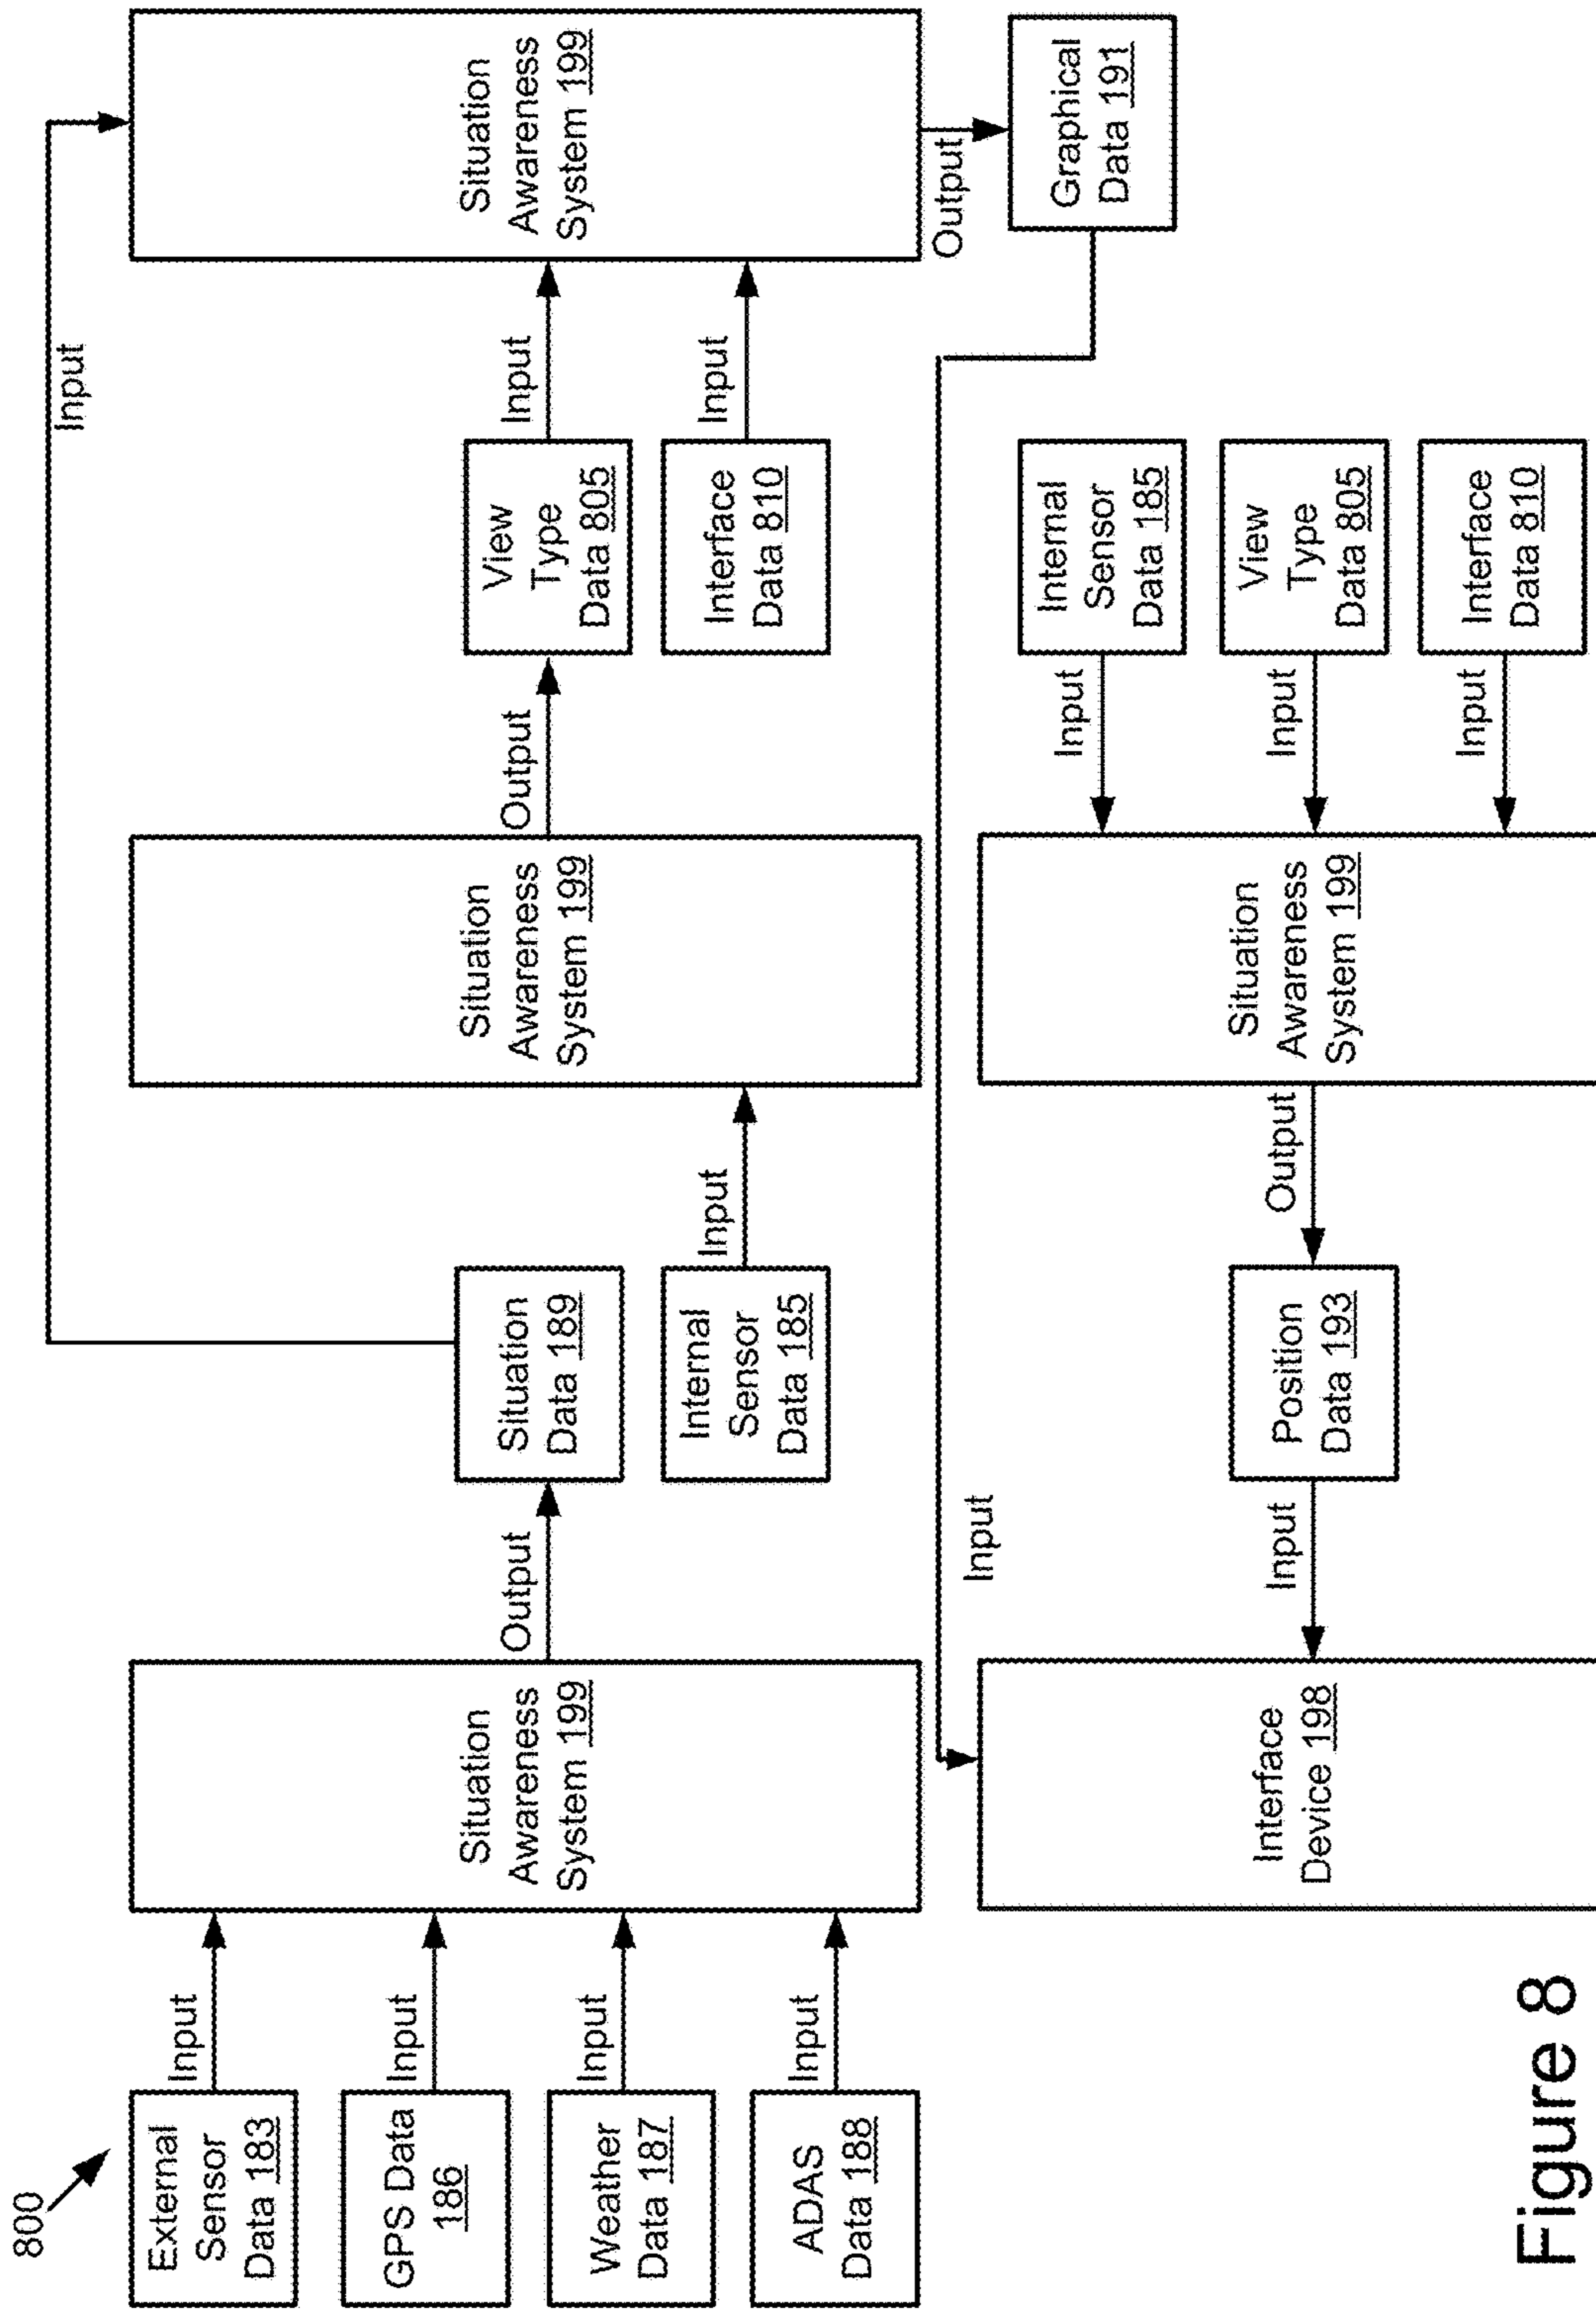 800
External
Sensor
Data 183
Input
GPS Data
186
Input
Weather
Data 187
Input
ADAS
Data 188
Input
Situation
Awareness
System 199
Output
Situation
Data 189
Input
Internal
Sensor
Data 185
Input
Situation
Awareness
System 199
Output
View
Type
Data 805
Input
Interface
Data 810
Input
Situation
Awareness
System 199
Output
Graphical
Data 191
Input
Interface
Device 198
Input
Position
Data 193
Output
Situation
Awareness
System 199
Input
Internal
Sensor
Data 185
Input
View
Type
Data 805
Input
Interface
Data 810
Figure 8